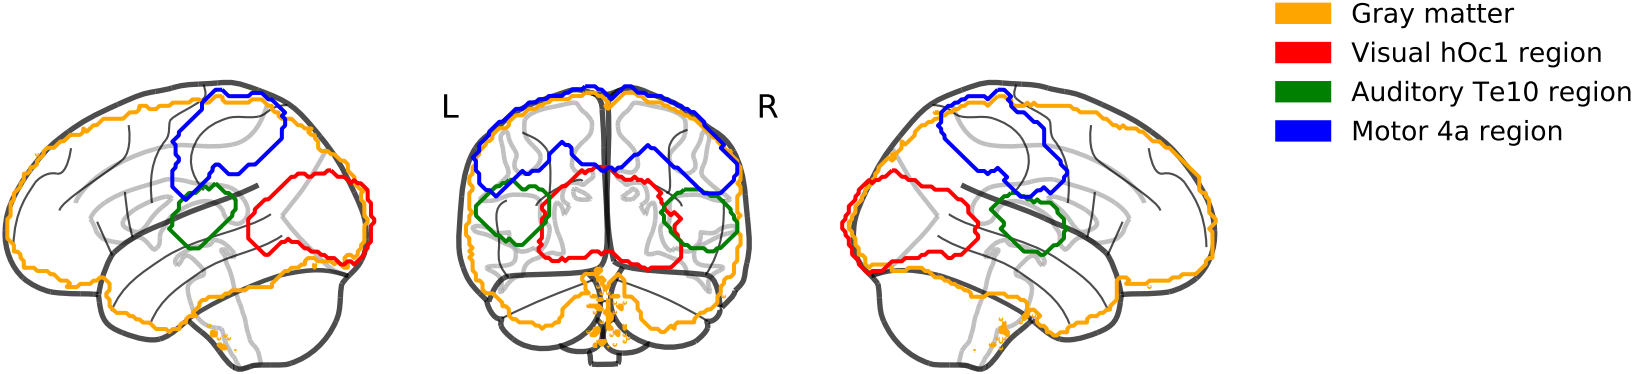 L
R
Gray matter
Visual hOc1 region
Auditory Te10 region
Motor 4a region